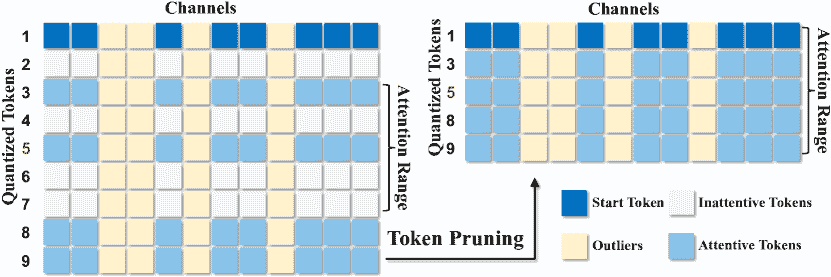 Channels
Quantized Tokens
1
2
3
4
5
6
7
8
9
Attention Range
Token Pruning
Channels
Quantized Tokens
1
3
5
8
9
Attention Range
Start Token
Inattentive Tokens
Outliers
Attentive Tokens